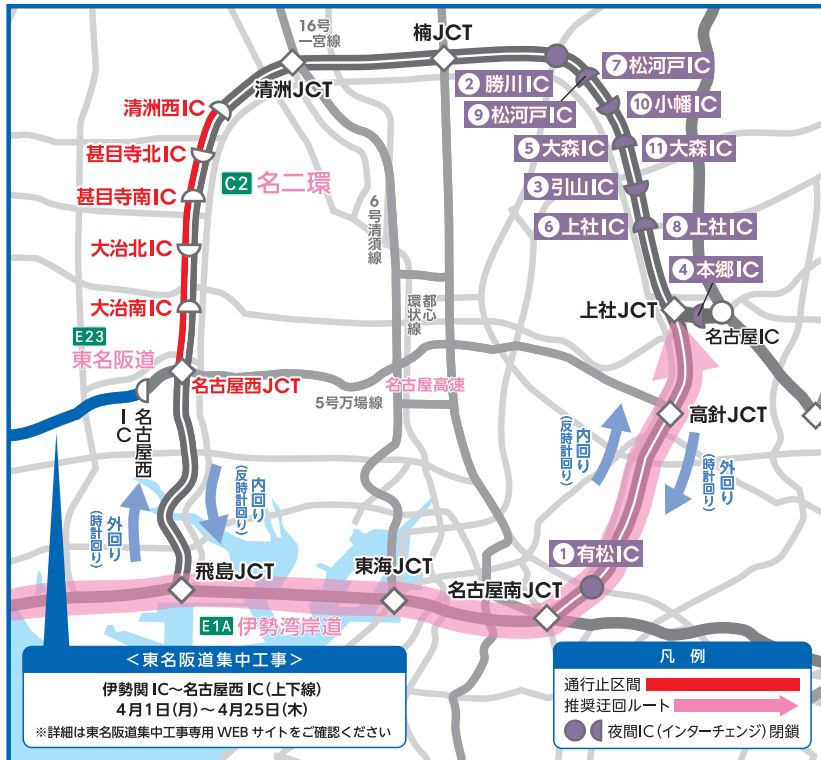 16号
一宮線
楠JCT
清洲JCT
② 勝川IC
⑦ 松河戸IC
⑨ 松河戸IC
⑩ 小幡IC
清洲西IC
甚目寺北IC
⑤ 大森IC
⑪ 大森IC
C2 名二環
甚目寺南IC
③ 引山IC
6号清須線
⑥ 上社IC
⑧ 上社IC
大治北IC
④ 本郷IC
大治南IC
都心
環状線
上社JCT
名古屋IC
E23
東名阪道
名古屋西JCT
5号万場線
名古屋高速
高針JCT
名古屋西
IC
内回り
(反時計回り)
外回り
(時計回り)
外回り
(時計回り)
内回り
(反時計回り)
① 有松IC
飛島JCT
東海JCT
名古屋南JCT
E1A 伊勢湾岸道
＜東名阪道集中工事＞
伊勢関IC～名古屋西IC(上下線)
4月1日(月)～4月25日(木)
※詳細は東名阪道集中工事専用WEBサイトをご確認ください
凡 例
通行止区間
推奨迂回ルート
夜間IC(インターチェンジ)閉鎖